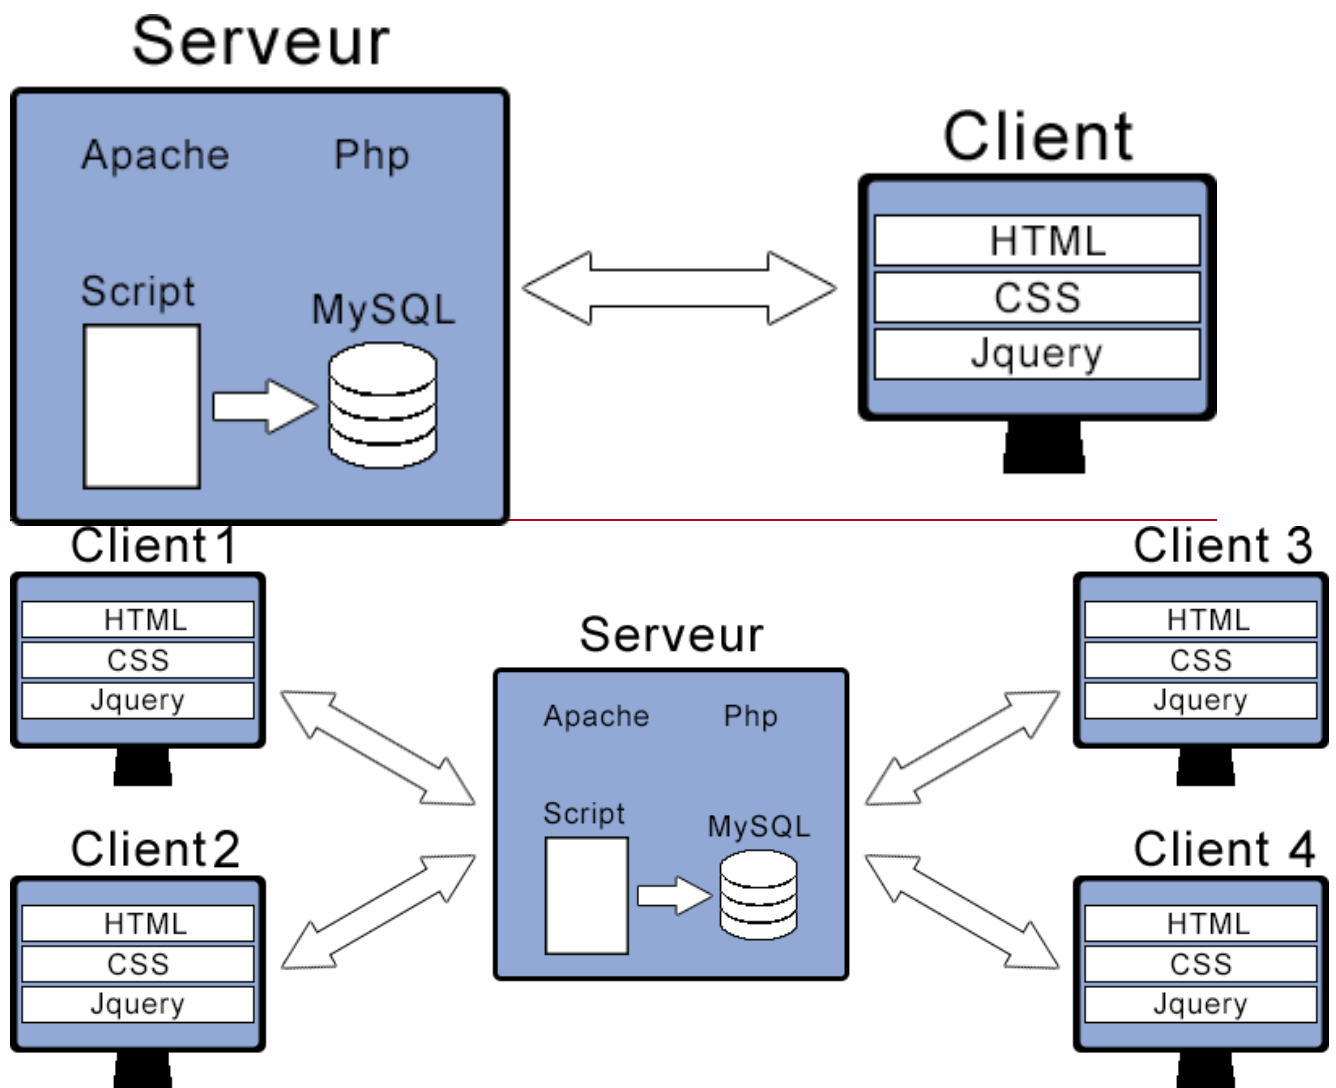 Serveur
Apache Php
Script
MySQL
Client
HTML
CSS
Jquery
Client 1
HTML
CSS
Jquery
Client 2
HTML
CSS
Jquery
Serveur
Apache Php
Script
MySQL
Client 3
HTML
CSS
Jquery
Client 4
HTML
CSS
Jquery